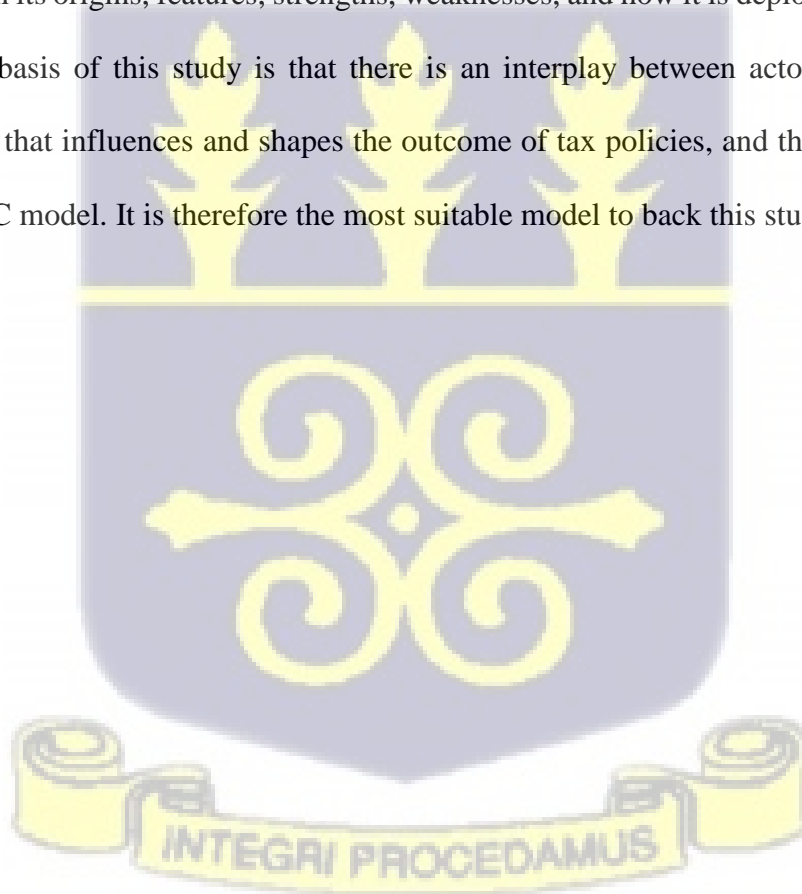 its origins, features, strengths, weaknesses, and how it is deplo
basis of this study is that there is an interplay between acto
that influences and shapes the outcome of tax policies, and th
C model. It is therefore the most suitable model to back this stu
INTEGRI PROCEDAMUS